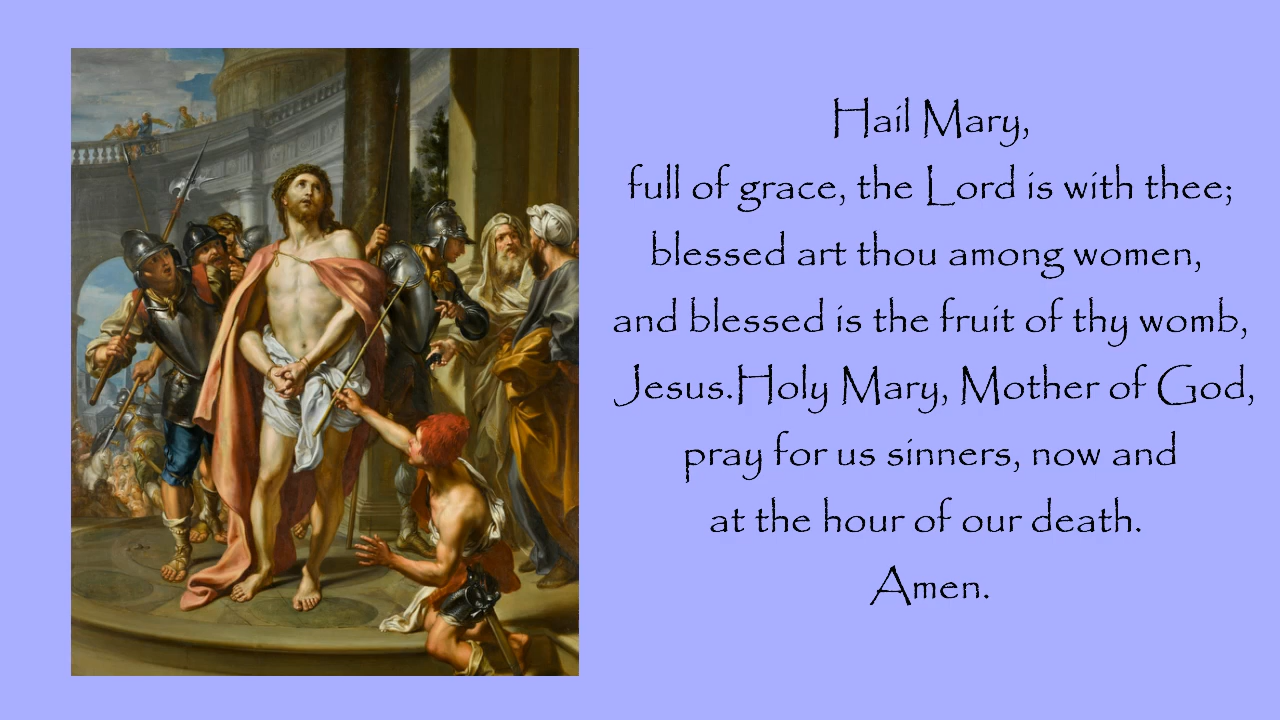 Hail Mary,
full of grace, the Lord is with thee;
blessed art thou among women,
and blessed is the fruit of thy womb,
Jesus.Holy Mary, Mother of God,
pray for us sinners, now and
at the hour of our death.
Amen.